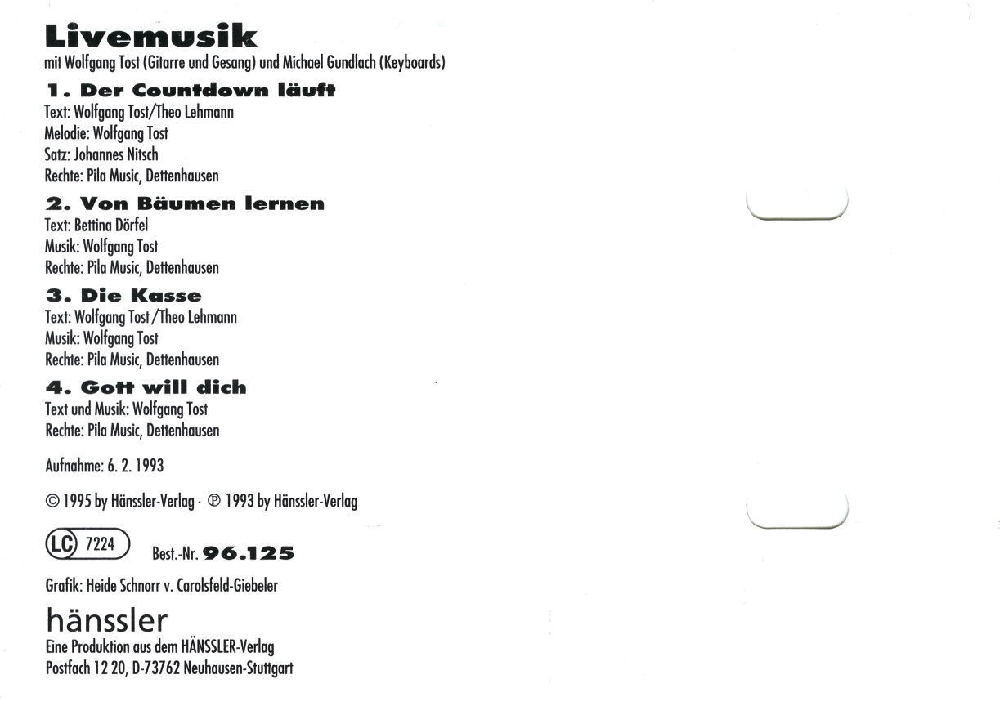 Livemusik
mit Wolfgang Tost (Gitarre und Gesang) und Michael Gundlach (Keyboards)
1. Der Countdown läuft
Text: Wolfgang Tost/Theo Lehmann
Melodie: Wolfgang Tost
Satz: Johannes Nitsch
Rechte: Pila Music, Dettenhausen
2. Von Bäumen lernen
Text: Bettina Dörfel
Musik: Wolfgang Tost
Rechte: Pila Music, Dettenhausen
3. Die Kasse
Text: Wolfgang Tost/Theo Lehmann
Musik: Wolfgang Tost
Rechte: Pila Music, Dettenhausen
4. Gott will dich
Text und Musik: Wolfgang Tost
Rechte: Pila Music, Dettenhausen
Aufnahme: 6. 2. 1993
© 1995 by Hänssler-Verlag · ℗ 1993 by Hänssler-Verlag
LC 7224 Best.-Nr. 96.125
Grafik: Heide Schnorr v. Carolsfeld-Giebeler
hänssler
Eine Produktion aus dem HÄNSSLER-Verlag
Postfach 12 20, D-73762 Neuhausen-Stuttgart